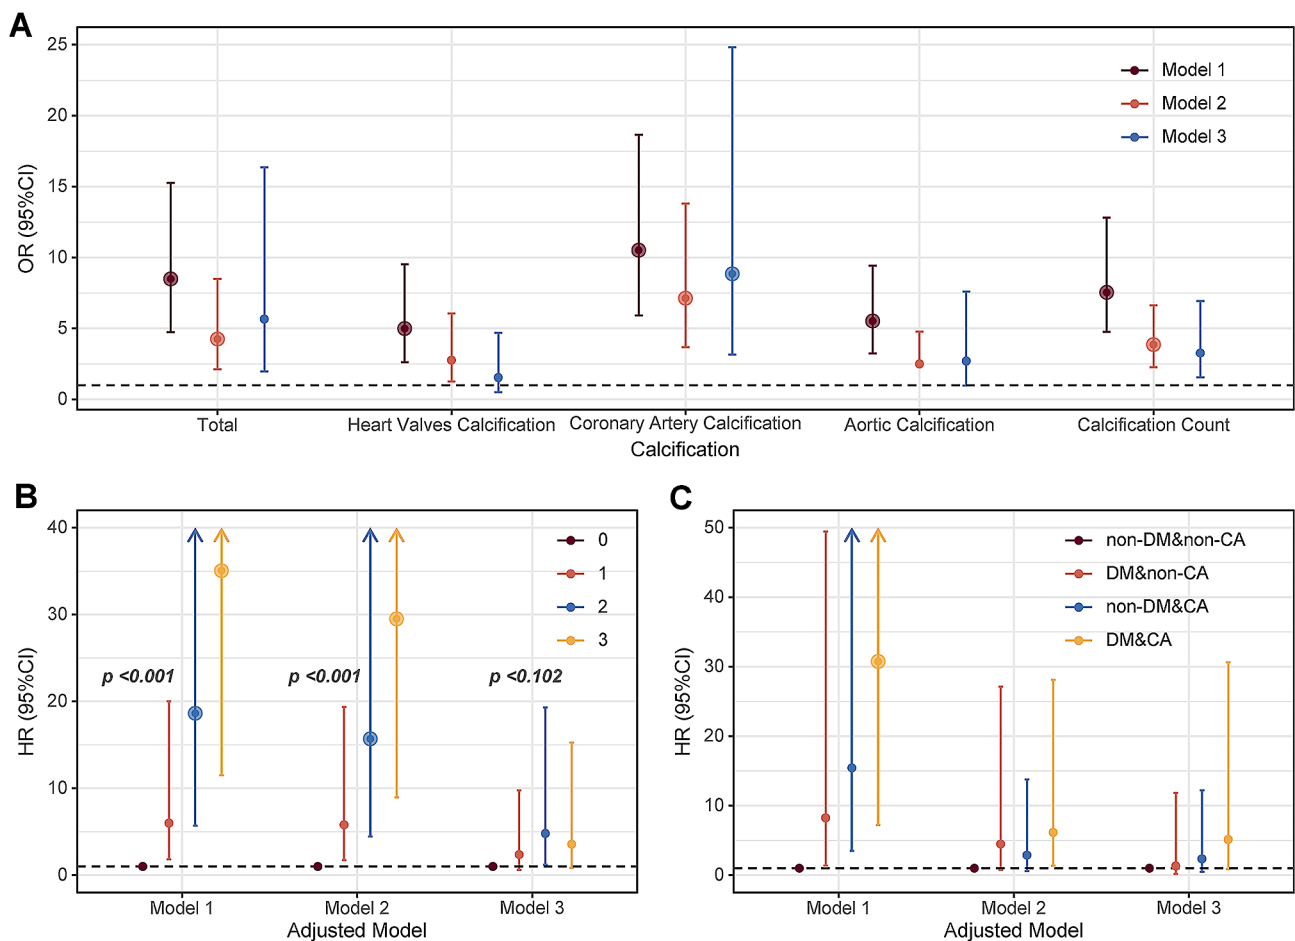 A
25
20
15
10
5
0
OR (95%CI)
Model 1
Model 2
Model 3
Total
Heart Valves Calcification
Coronary Artery Calcification
Aortic Calcification
Calcification Count
Calcification
B
40
30
20
10
0
HR (95%CI)
0
1
2
3
p <0.001
p <0.001
p <0.102
Model 1
Model 2
Model 3
Adjusted Model
C
50
40
30
20
10
0
HR (95%CI)
non-DM&non-CA
DM&non-CA
non-DM&CA
DM&CA
Model 1
Model 2
Model 3
Adjusted Model